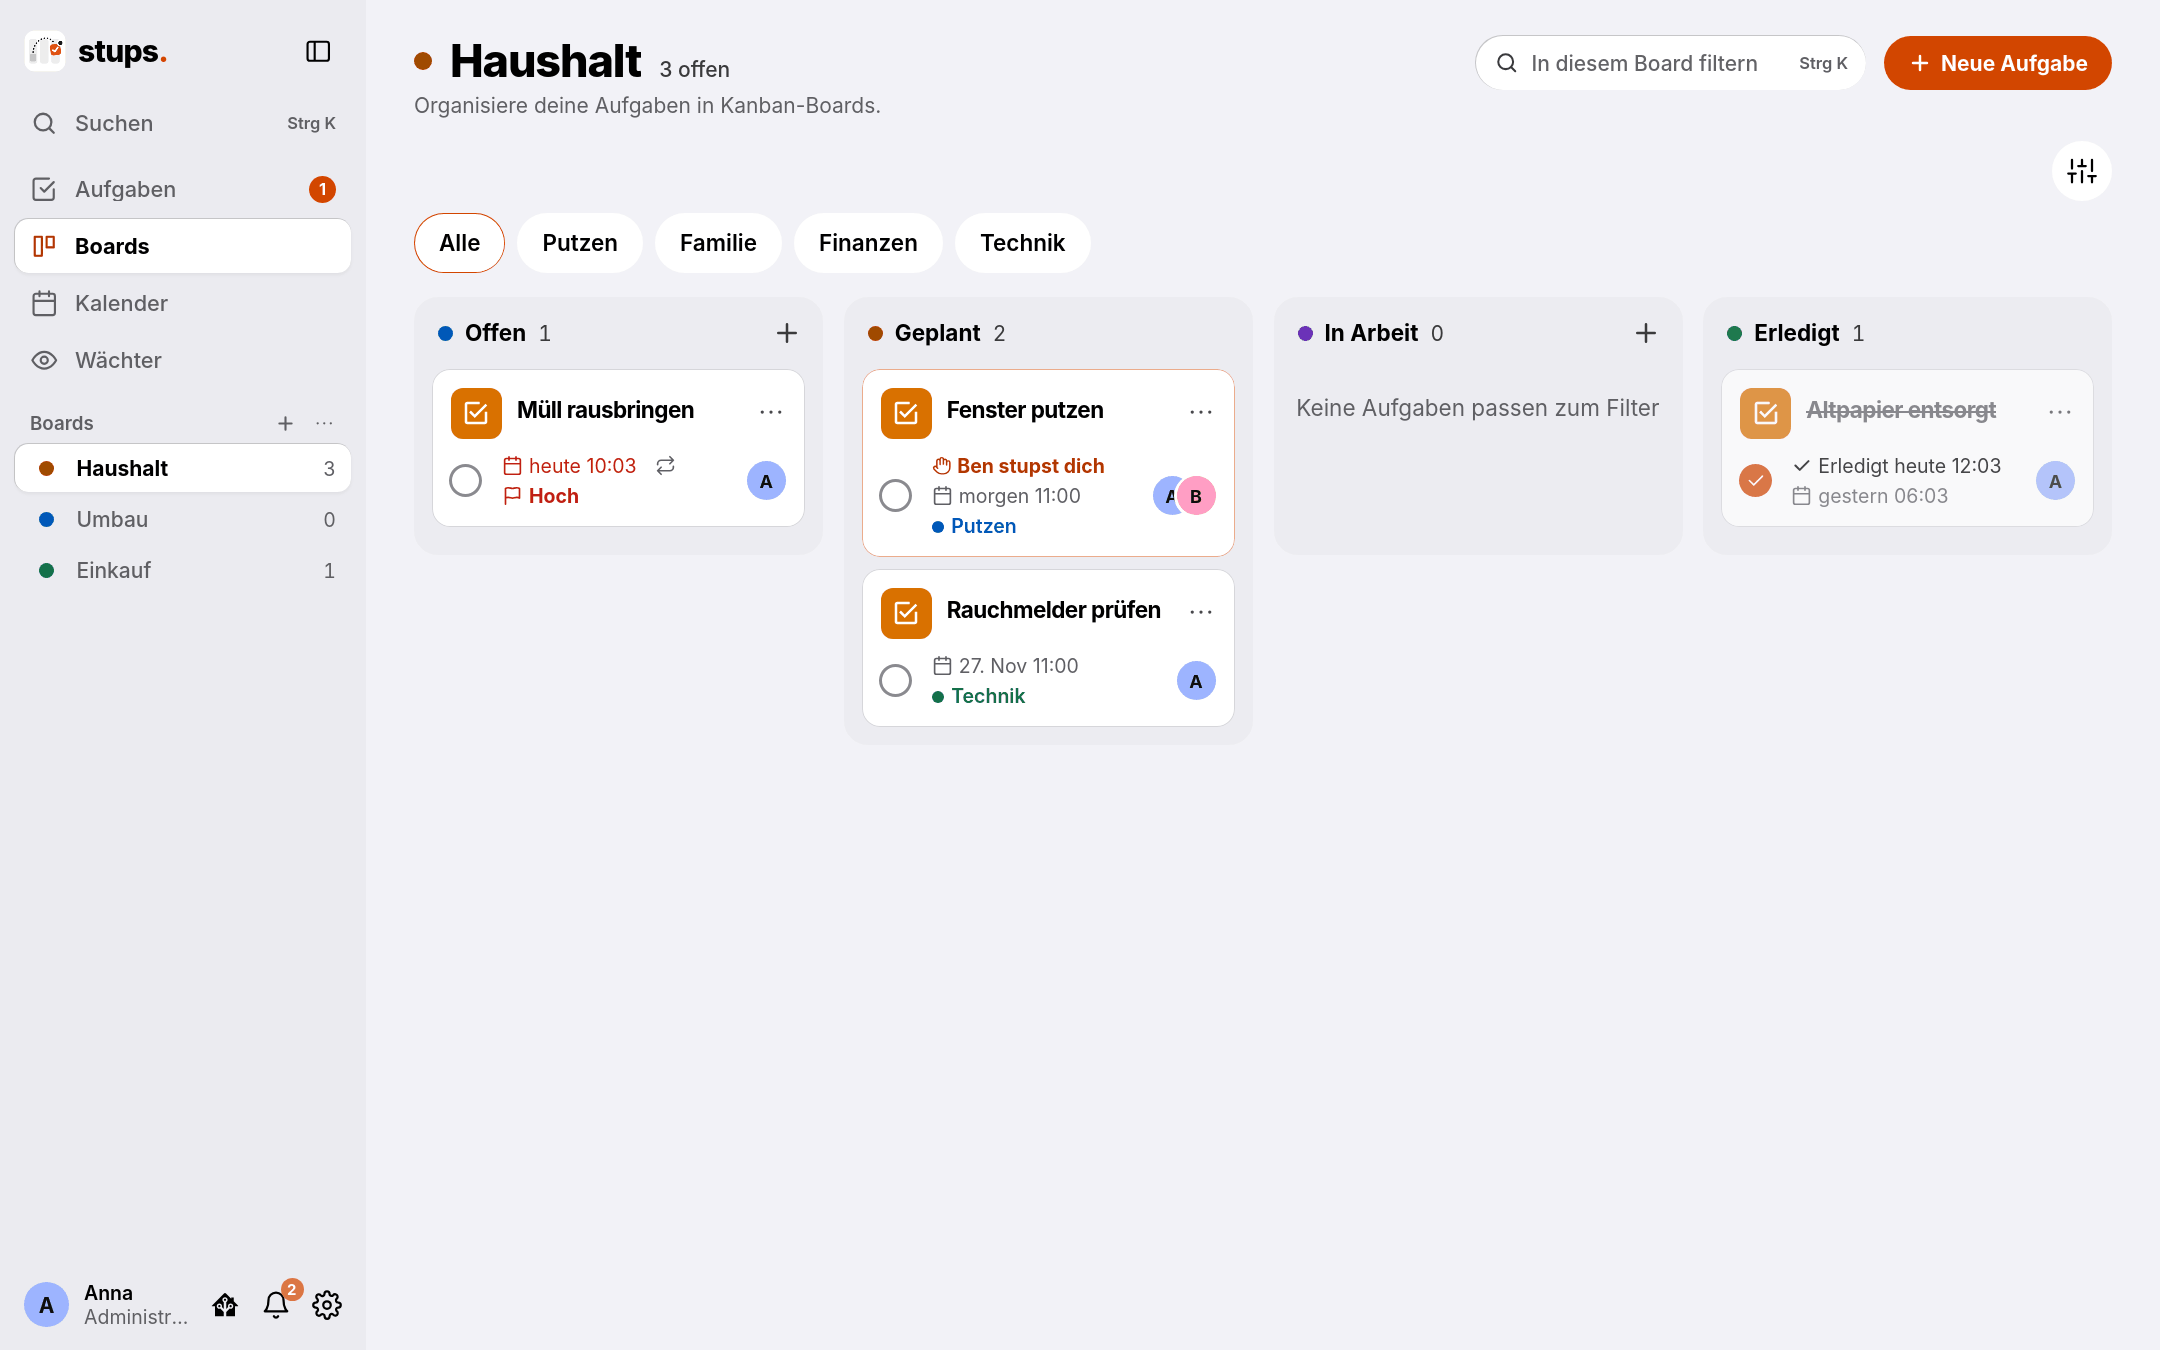 stups.
Suchen Strg K
Aufgaben 1
Boards
Kalender
Wächter
Boards
Haushalt 3
Umbau 0
Einkauf 1
A Anna
Administr...
2
Haushalt 3 offen
Organisiere deine Aufgaben in Kanban-Boards.
In diesem Board filtern Strg K
Neue Aufgabe
Alle Putzen Familie Finanzen Technik
Offen 1
Müll rausbringen
heute 10:03
Hoch
A
Geplant 2
Fenster putzen
Ben stupst dich
morgen 11:00
Putzen
A B
Rauchmelder prüfen
27. Nov 11:00
Technik
A
In Arbeit 0
Keine Aufgaben passen zum Filter
Erledigt 1
Altpapier entsorgt
Erledigt heute 12:03
gestern 06:03
A